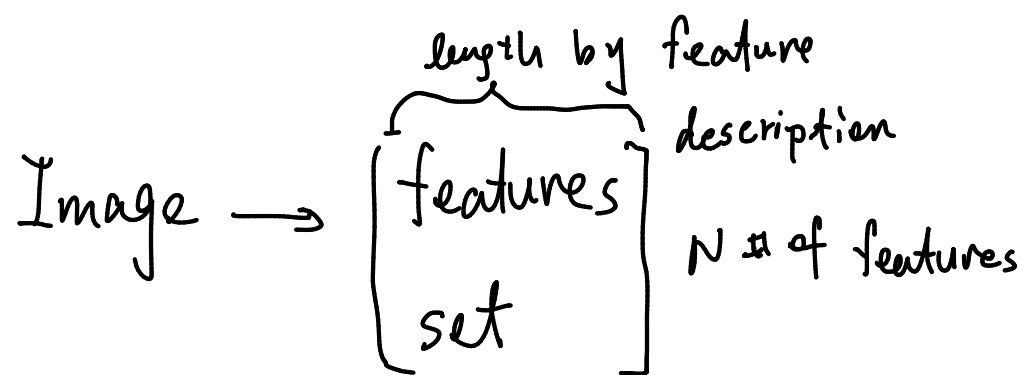 length by feature
description
Image → features
N # of features
set